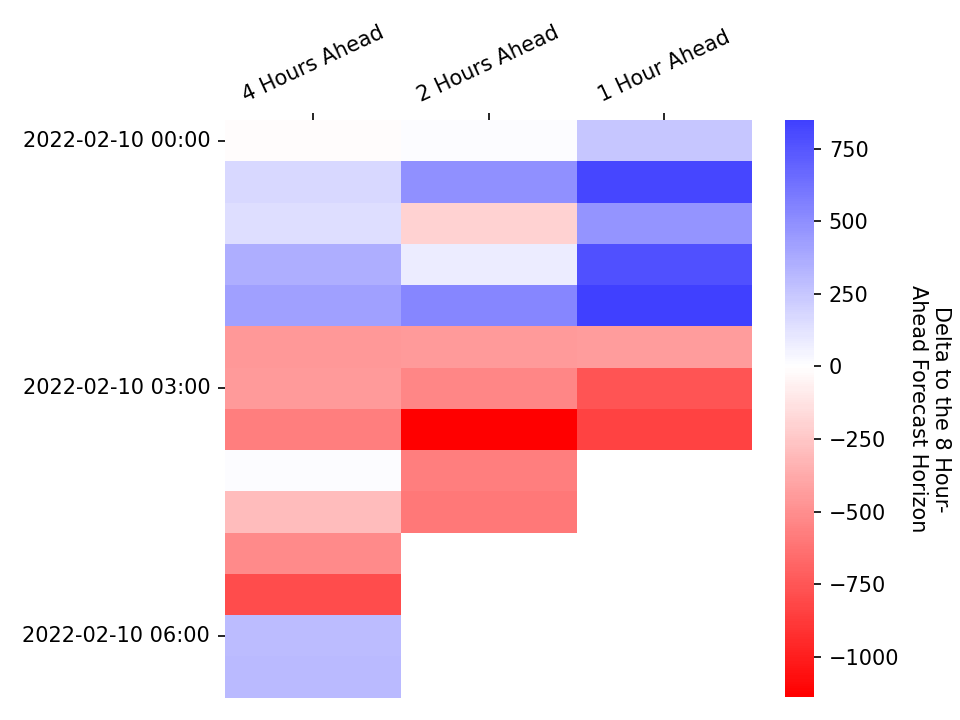 4 Hours Ahead
2 Hours Ahead
1 Hour Ahead
2022-02-10 00:00
2022-02-10 03:00
2022-02-10 06:00
750
500
250
0
−250
−500
−750
−1000
Delta to the 8 Hour-
Ahead Forecast Horizon